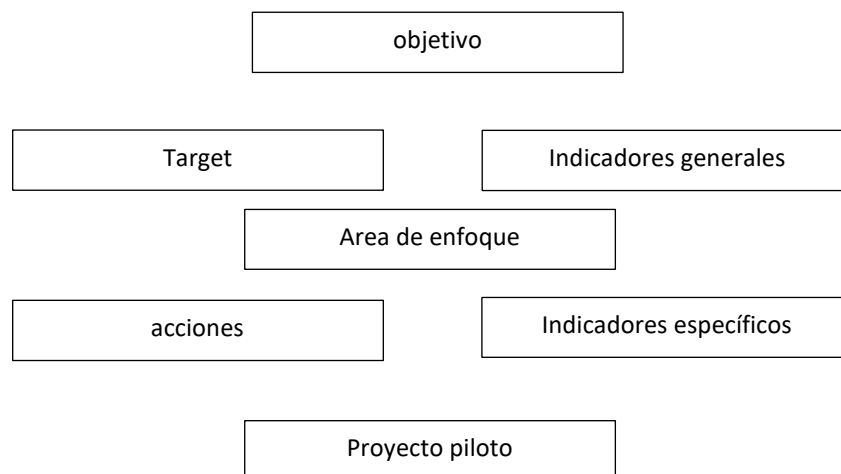 objetivo
Target
Indicadores generales
Area de enfoque
acciones
Indicadores específicos
Proyecto piloto